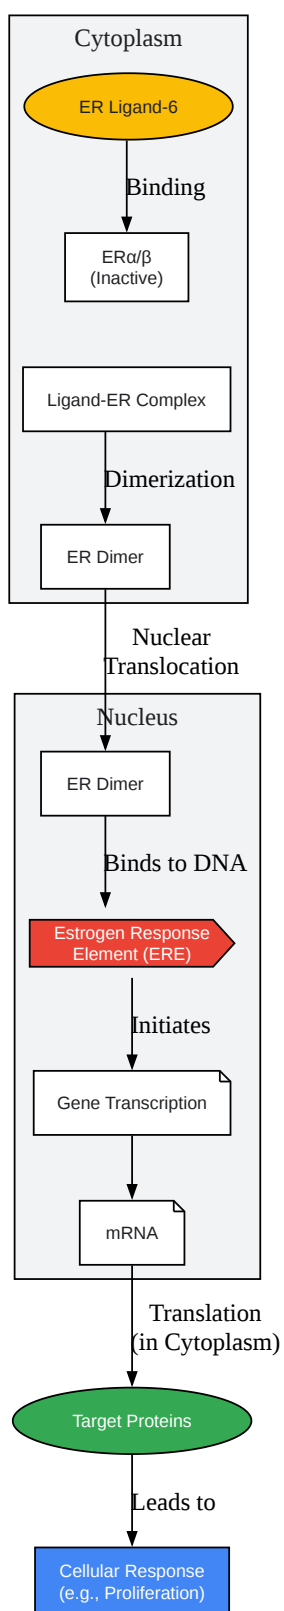 Cytoplasm
ER Ligand-6
Binding
ERα/β
(Inactive)
Ligand-ER Complex
Dimerization
ER Dimer
Nuclear
Translocation
Nucleus
ER Dimer
Binds to DNA
Estrogen Response
Element (ERE)
Initiates
Gene Transcription
mRNA
Translation
(in Cytoplasm)
Target Proteins
Leads to
Cellular Response
(e.g., Proliferation)